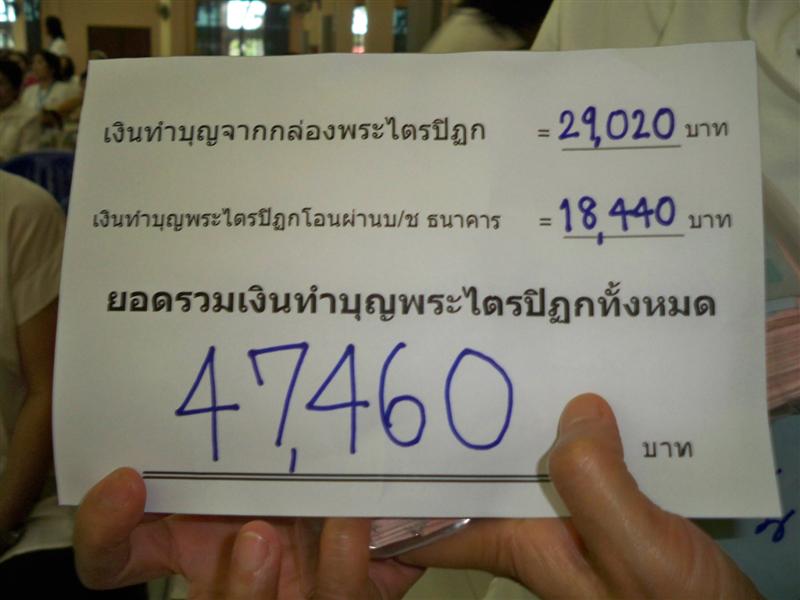 เงินทำบุญจากกล่องพระไตรปิฏก = 29,020 บาท
เงินทำบุญพระไตรปิฏกโอนผ่านบ/ช ธนาคาร = 18,440 บาท
ยอดรวมเงินทำบุญพระไตรปิฏกทั้งหมด
47,460
บาท